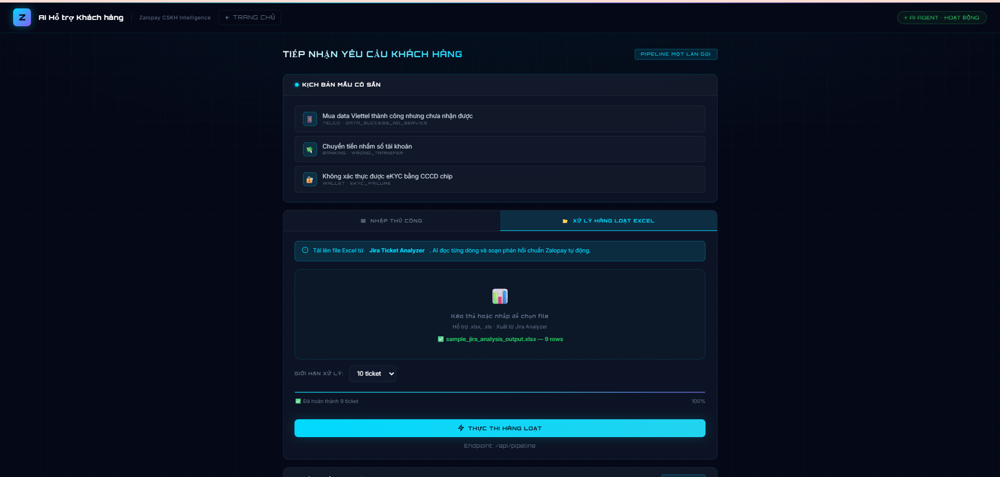 Z AI Hỗ trợ Khách hàng Zalopay CSKH Intelligence ← TRANG CHỦ AI AGENT · HOẠT ĐỘNG
TIẾP NHẬN YÊU CẦU KHÁCH HÀNG PIPELINE MỘT LẦN GỌI
KỊCH BẢN MẪU CÓ SẴN
Mua data Viettel thành công nhưng chưa nhận được
TELCO · DATA_SUCCESS_NO_SERVICE
Chuyển tiền nhầm số tài khoản
BANKING · WRONG_TRANSFER
Không xác thực được eKYC bằng CCCD chip
WALLET · EKYC_FAILURE
NHẬP THỦ CÔNG XỬ LÝ HÀNG LOẠT EXCEL
Tải lên file Excel từ Jira Ticket Analyzer . AI đọc từng dòng và soạn phản hồi chuẩn Zalopay tự động.
Kéo thả hoặc nhấp để chọn file
Hỗ trợ .xlsx, .xls · Xuất từ Jira Analyzer
✅ sample_jira_analysis_output.xlsx — 9 rows
GIỚI HẠN XỬ LÝ: 10 ticket
✅ Đã hoàn thành 9 ticket 100%
THỰC THI HÀNG LOẠT
Endpoint: /api/pipeline